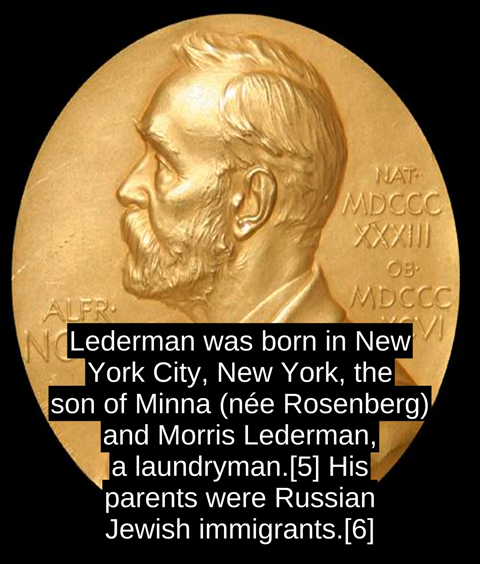 NAT·
MDCCC
XXXIII
OB·
MDCCC
ALFR·
Lederman was born in New
York City, New York, the
son of Minna (née Rosenberg)
and Morris Lederman,
a laundryman.[5] His
parents were Russian
Jewish immigrants.[6]